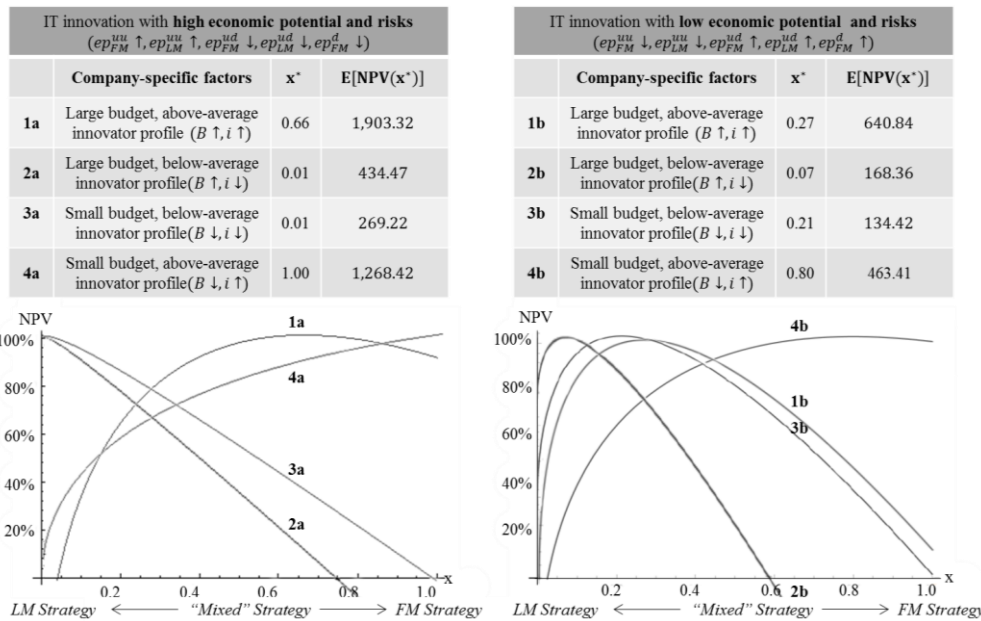 IT innovation with high economic potential and risks
(ep_FM^uu ↑, ep_LM^uu ↑, ep_FM^ud ↓, ep_LM^ud ↓, ep_FM^d ↓)
Company-specific factors x* E[NPV(x*)]
1a Large budget, above-average innovator profile (B ↑, i ↑) 0.66 1,903.32
2a Large budget, below-average innovator profile(B ↑, i ↓) 0.01 434.47
3a Small budget, below-average innovator profile(B ↓, i ↓) 0.01 269.22
4a Small budget, above-average innovator profile(B ↓, i ↑) 1.00 1,268.42
IT innovation with low economic potential and risks
(ep_FM^uu ↓, ep_LM^uu ↓, ep_FM^ud ↑, ep_LM^ud ↑, ep_FM^d ↑)
Company-specific factors x* E[NPV(x*)]
1b Large budget, above-average innovator profile (B ↑, i ↑) 0.27 640.84
2b Large budget, below-average innovator profile(B ↑, i ↓) 0.07 168.36
3b Small budget, below-average innovator profile(B ↓, i ↓) 0.21 134.42
4b Small budget, above-average innovator profile(B ↓, i ↑) 0.80 463.41
NPV
100%
80%
60%
40%
20%
1a
4a
3a
2a
0.2 0.4 0.6 0.8 1.0 x
LM Strategy ← "Mixed" Strategy → FM Strategy
NPV
100%
80%
60%
40%
20%
4b
1b
3b
2b
0.2 0.4 0.6 0.8 1.0 x
LM Strategy ← "Mixed" Strategy → FM Strategy